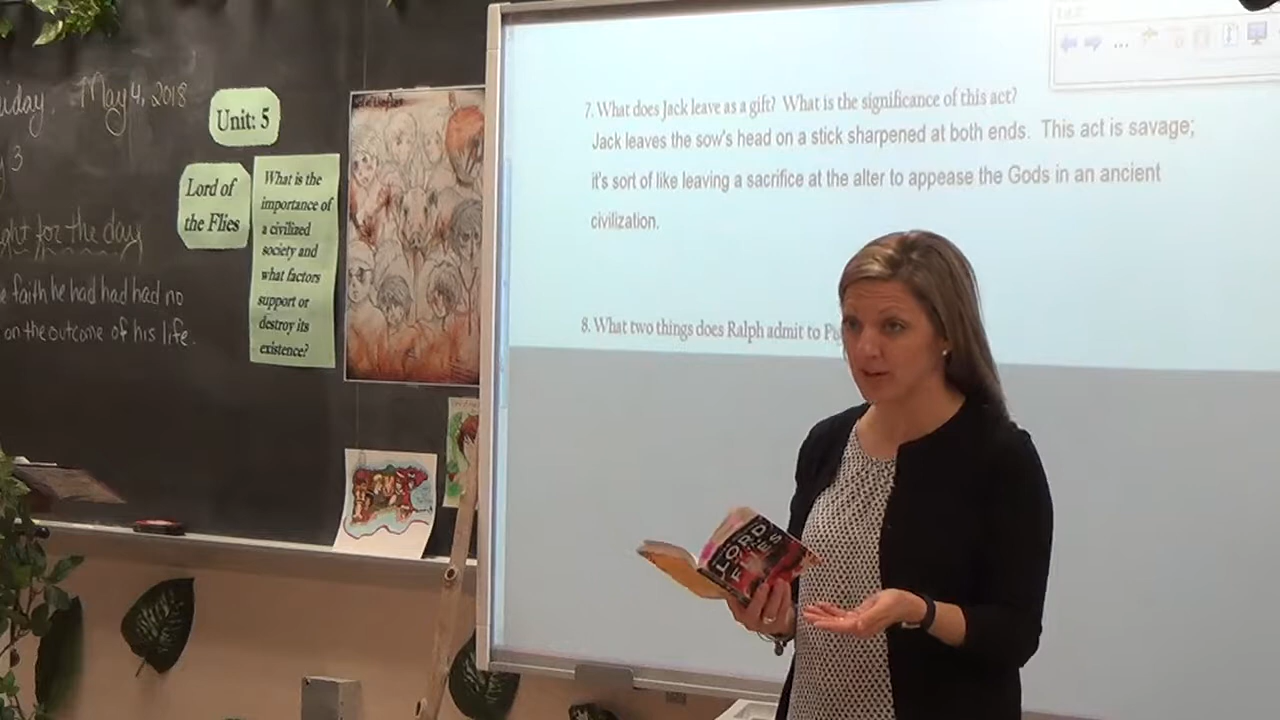 May 4, 2018
3
Unit: 5
Lord of
the Flies
What is the
importance of
a civilized
society and
what factors
support or
destroy its
existence?
for the day
faith he had had had no
on the outcome of his life.
7. What does Jack leave as a gift? What is the significance of this act?
Jack leaves the sow's head on a stick sharpened at both ends. This act is savage;
it's sort of like leaving a sacrifice at the alter to appease the Gods in an ancient
civilization.
8. What two things does Ralph admit to
LORD
FLIES